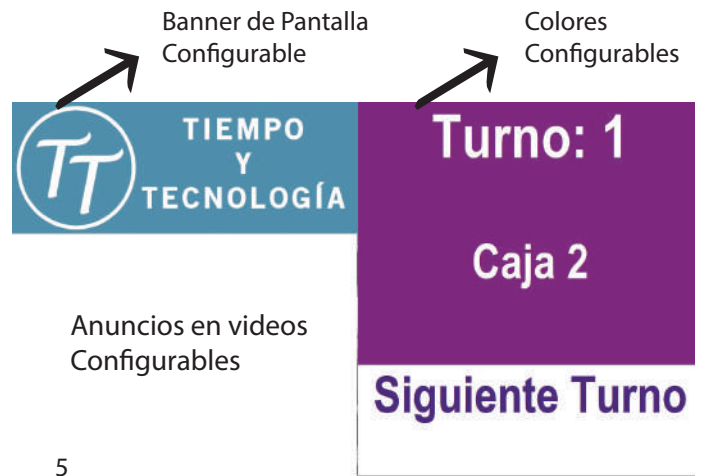 Banner de Pantalla
Configurable
Colores
Configurables
TT
TIEMPO
Y
TECNOLOGÍA
Turno: 1
Caja 2
Anuncios en videos
Configurables
Siguiente Turno
5